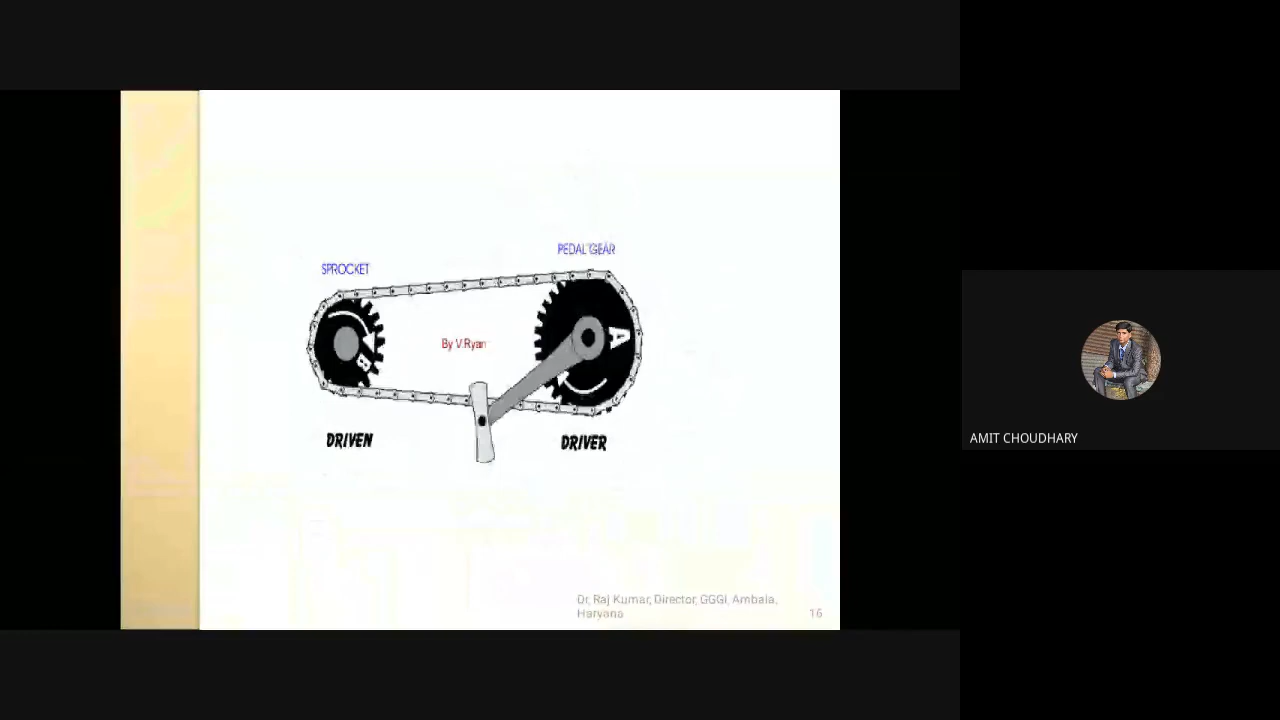 PEDAL GEAR
SPROCKET
A
By V.Ryan
B
DRIVEN
DRIVER
Dr, Raj Kumar, Director, GGGI, Ambala,
Haryana
16
AMIT CHOUDHARY